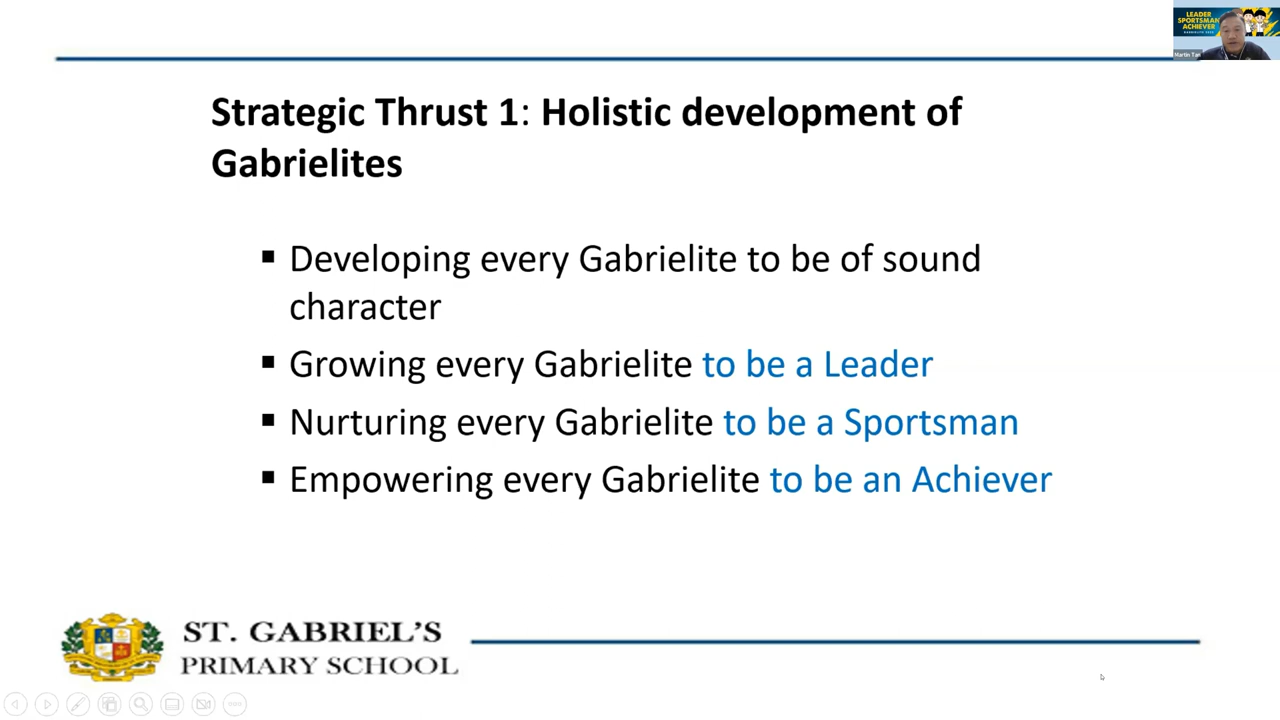 LEADER
SPORTSMAN
ACHIEVER
Martin Tan
Strategic Thrust 1: Holistic development of
Gabrielites
▪ Developing every Gabrielite to be of sound
character
▪ Growing every Gabrielite to be a Leader
▪ Nurturing every Gabrielite to be a Sportsman
▪ Empowering every Gabrielite to be an Achiever
ST. GABRIEL'S
PRIMARY SCHOOL